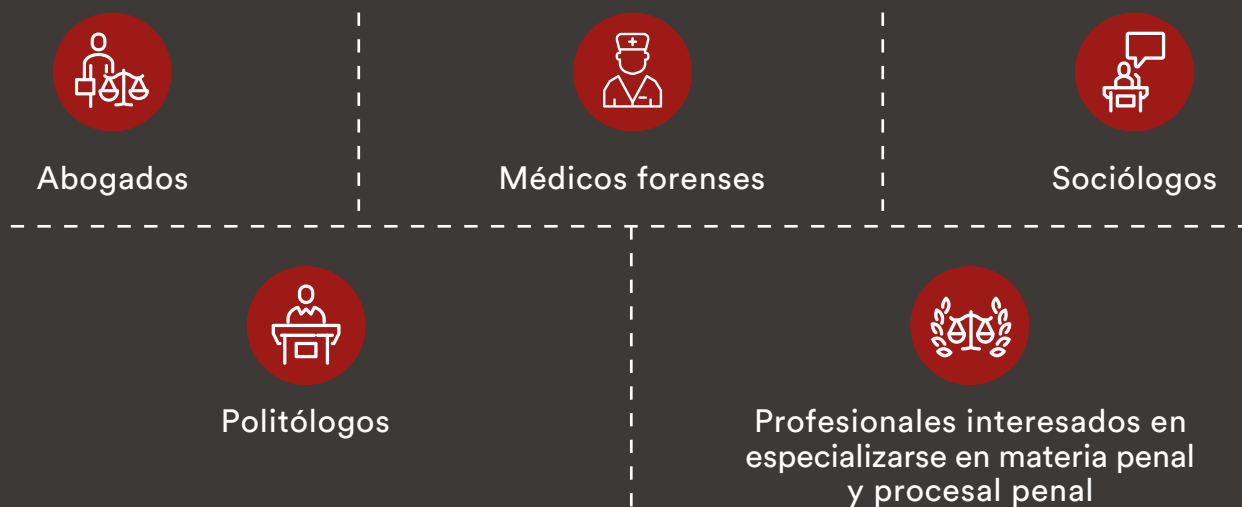 Abogados
Médicos forenses
Sociólogos
Politólogos
Profesionales interesados en
especializarse en materia penal
y procesal penal